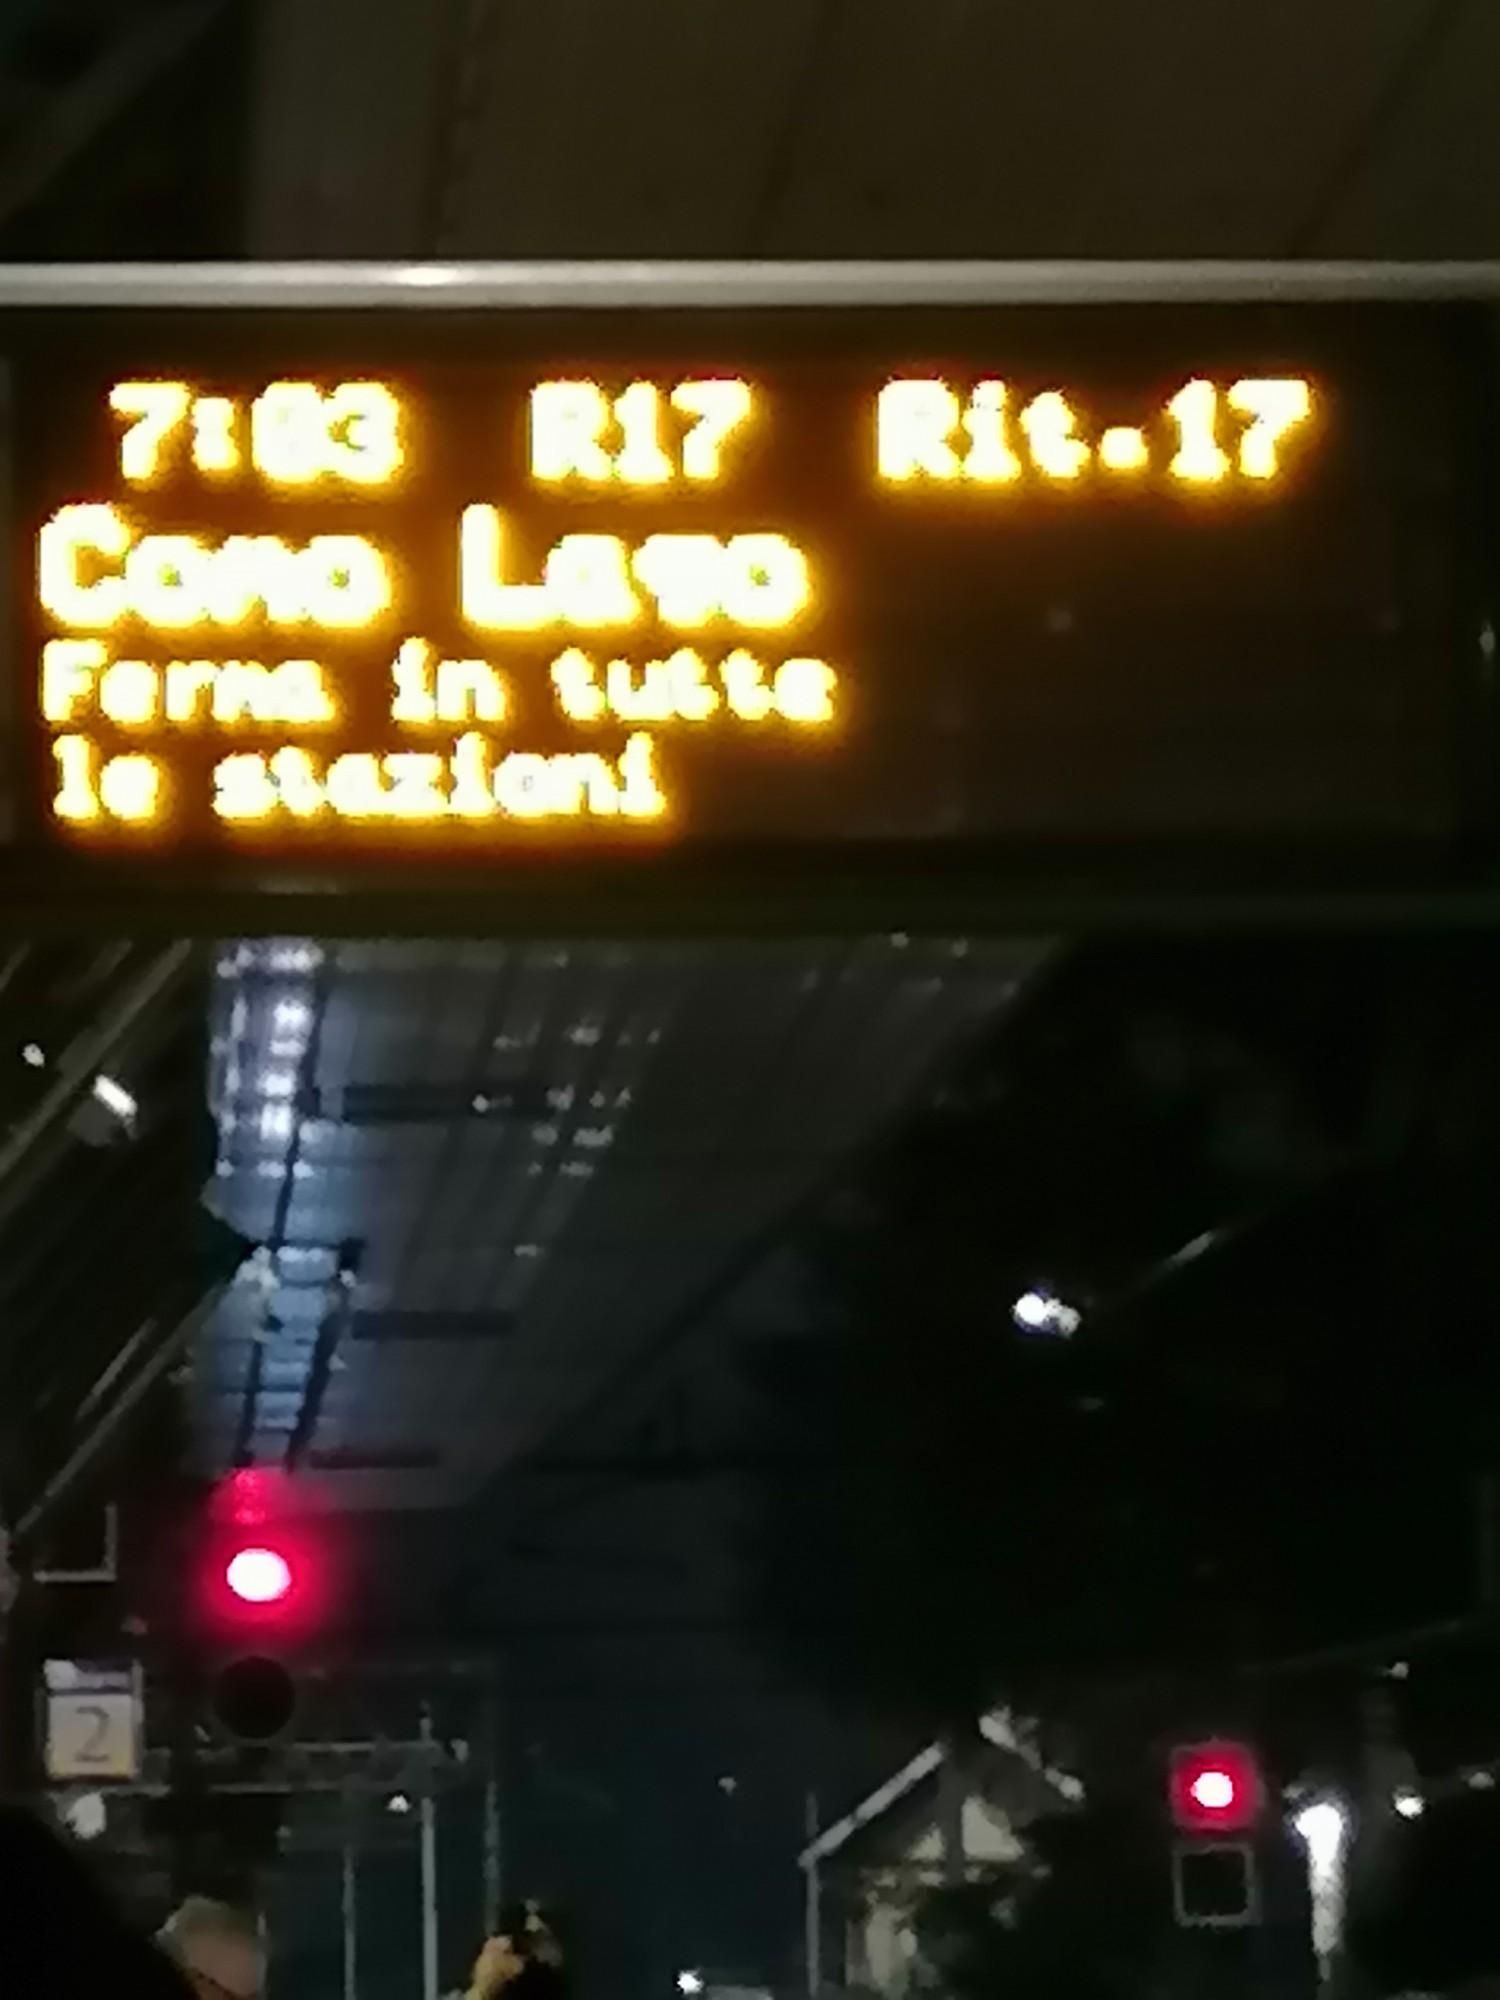 7:03 R17 Rit.17
Como Lago
Ferma in tutte
le stazioni
2